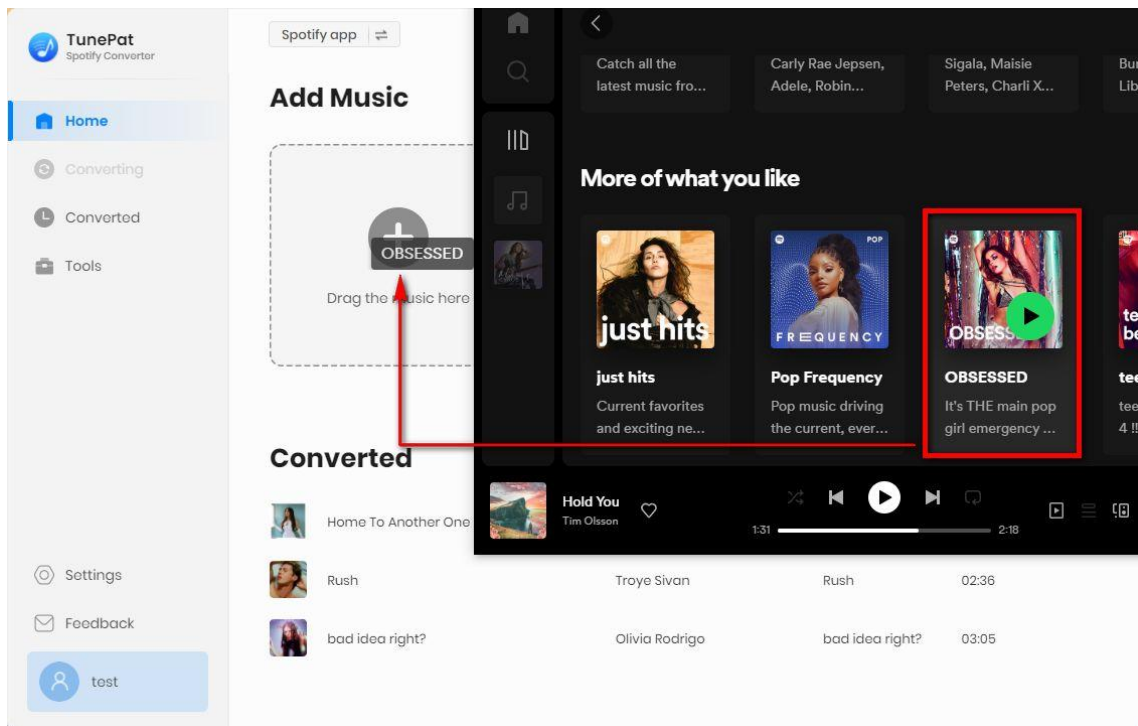 TunePat
Spotify Converter
Home
Converting
Converted
Tools
Settings
Feedback
test
Spotify app
Add Music
OBSESSED
Drag the music here
Converted
Home To Another One
Rush
Troye Sivan
Rush
02:36
bad idea right?
Olivia Rodrigo
bad idea right?
03:05
Catch all the
latest music fro...
Carly Rae Jepsen,
Adele, Robin...
Sigala, Maisie
Peters, Charli X...
More of what you like
just hits
POP
FREQUENCY
just hits
Current favorites
and exciting ne...
Pop Frequency
Pop music driving
the current, ever...
OBSESSED
It's THE main pop
girl emergency ...
4 !!
Hold You
Tim Olsson
1:31
2:18